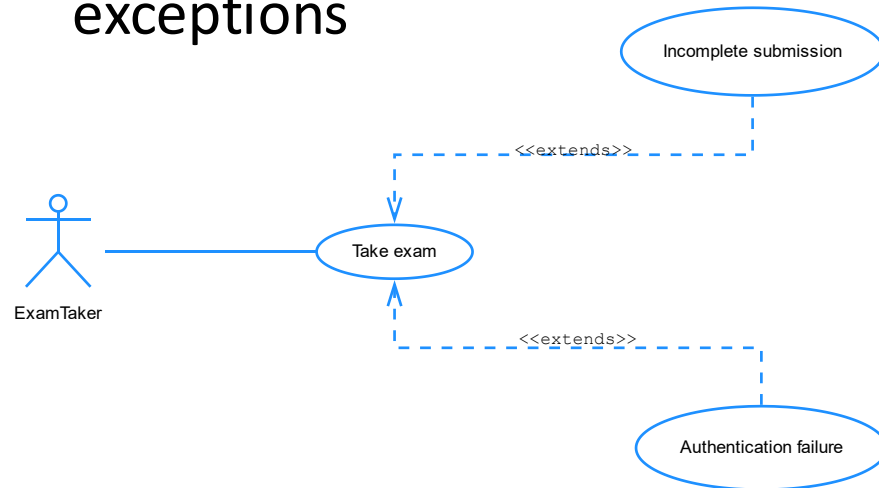 exceptions
Incomplete submission
<<extends>>
Take exam
ExamTaker
<<extends>>
Authentication failure